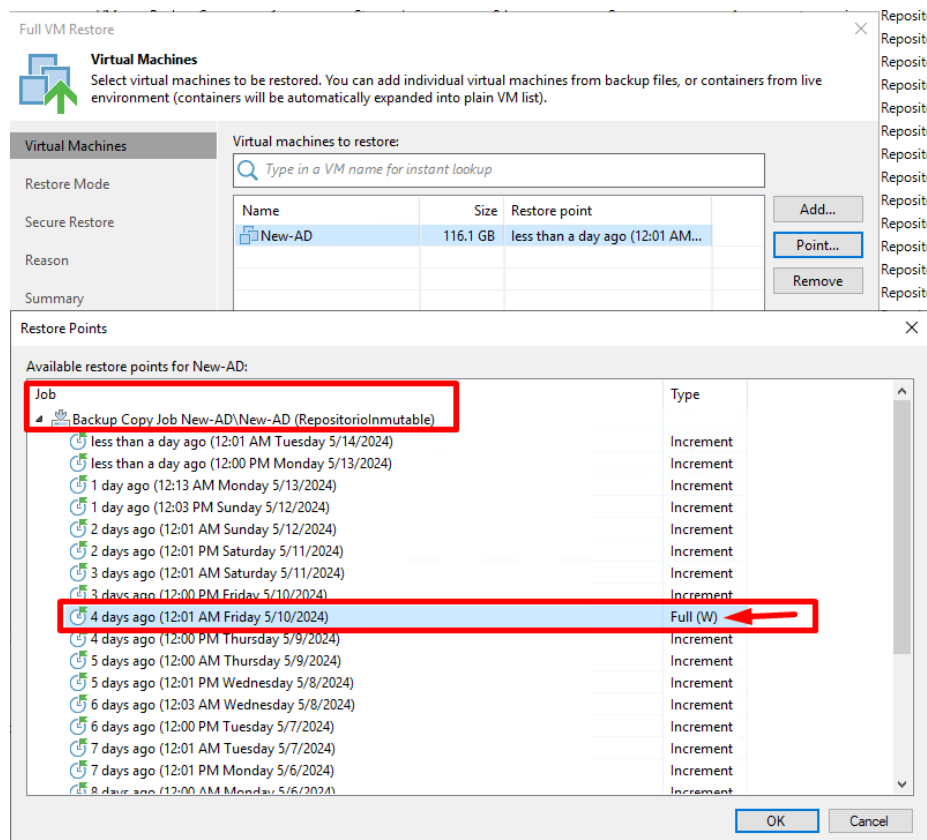 Reposit
Full VM Restore
Reposit
Virtual Machines
Reposit
Select virtual machines to be restored. You can add individual virtual machines from backup files, or containers from live
Reposit
environment (containers will be automatically expanded into plain VM list).
Reposit
Reposit
Virtual Machines
Virtual machines to restore:
Reposit
Type in a VM name for instant lookup
Reposit
Restore Mode
Reposit
Name Size Restore point
Add...
Secure Restore
Reposit
New-AD 116.1 GB less than a day ago (12:01 AM...
Point...
Reposit
Reason
Reposit
Remove
Reposit
Summary
Reposit
Restore Points
Available restore points for New-AD:
Job Type
Backup Copy Job New-AD\New-AD (RepositorioInmutable)
less than a day ago (12:01 AM Tuesday 5/14/2024) Increment
less than a day ago (12:00 PM Monday 5/13/2024) Increment
1 day ago (12:13 AM Monday 5/13/2024) Increment
1 day ago (12:03 PM Sunday 5/12/2024) Increment
2 days ago (12:01 AM Sunday 5/12/2024) Increment
2 days ago (12:01 PM Saturday 5/11/2024) Increment
3 days ago (12:01 AM Saturday 5/11/2024) Increment
3 days ago (12:00 PM Friday 5/10/2024) Increment
4 days ago (12:01 AM Friday 5/10/2024) Full (W)
4 days ago (12:00 PM Thursday 5/9/2024) Increment
5 days ago (12:00 AM Thursday 5/9/2024) Increment
5 days ago (12:01 PM Wednesday 5/8/2024) Increment
6 days ago (12:03 AM Wednesday 5/8/2024) Increment
6 days ago (12:00 PM Tuesday 5/7/2024) Increment
7 days ago (12:01 AM Tuesday 5/7/2024) Increment
7 days ago (12:01 PM Monday 5/6/2024) Increment
8 days ago (12:00 AM Monday 5/6/2024) Increment
OK Cancel